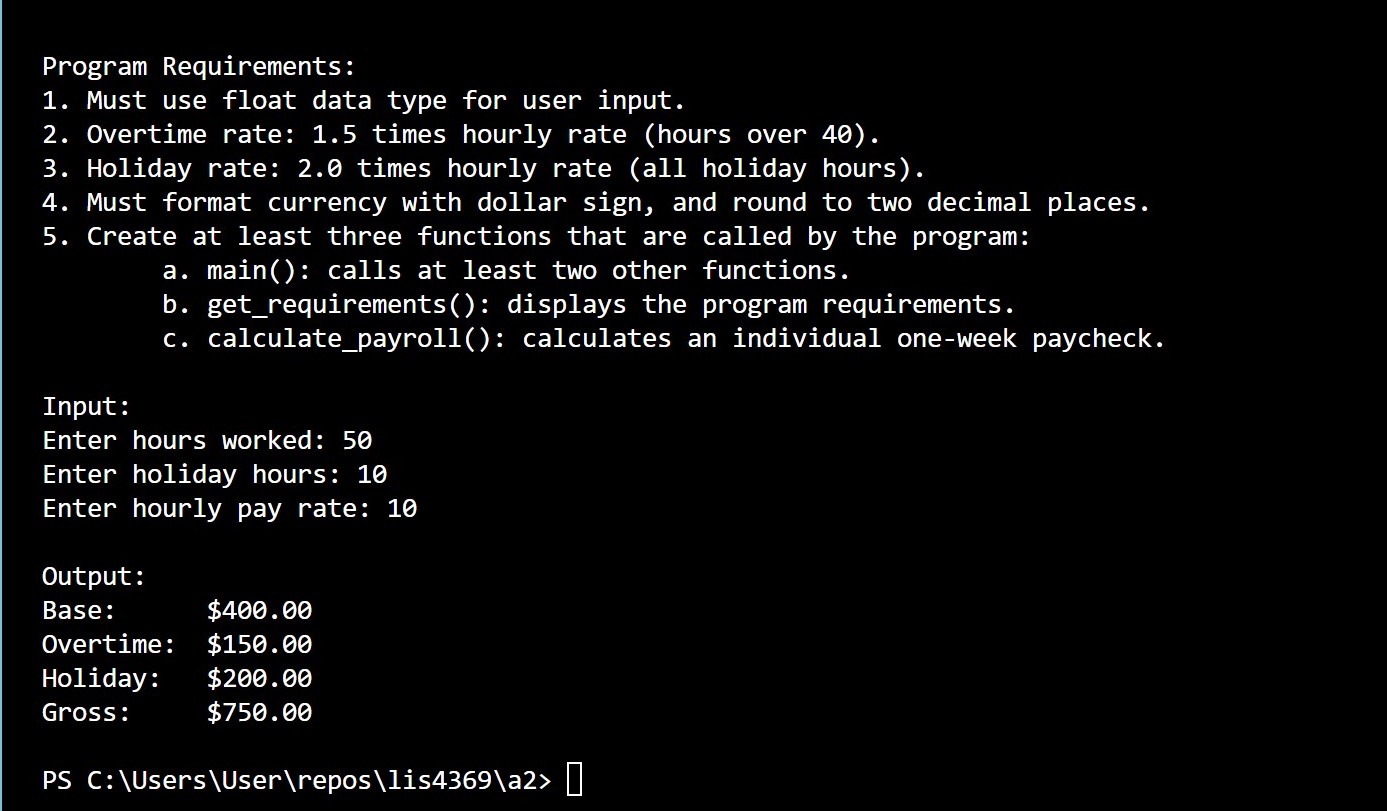 Program Requirements:
1. Must use float data type for user input.
2. Overtime rate: 1.5 times hourly rate (hours over 40).
3. Holiday rate: 2.0 times hourly rate (all holiday hours).
4. Must format currency with dollar sign, and round to two decimal places.
5. Create at least three functions that are called by the program:
a. main(): calls at least two other functions.
b. get_requirements(): displays the program requirements.
c. calculate_payroll(): calculates an individual one-week paycheck.
Input:
Enter hours worked: 50
Enter holiday hours: 10
Enter hourly pay rate: 10
Output:
Base: $400.00
Overtime: $150.00
Holiday: $200.00
Gross: $750.00
PS C:\Users\User\repos\lis4369\a2>